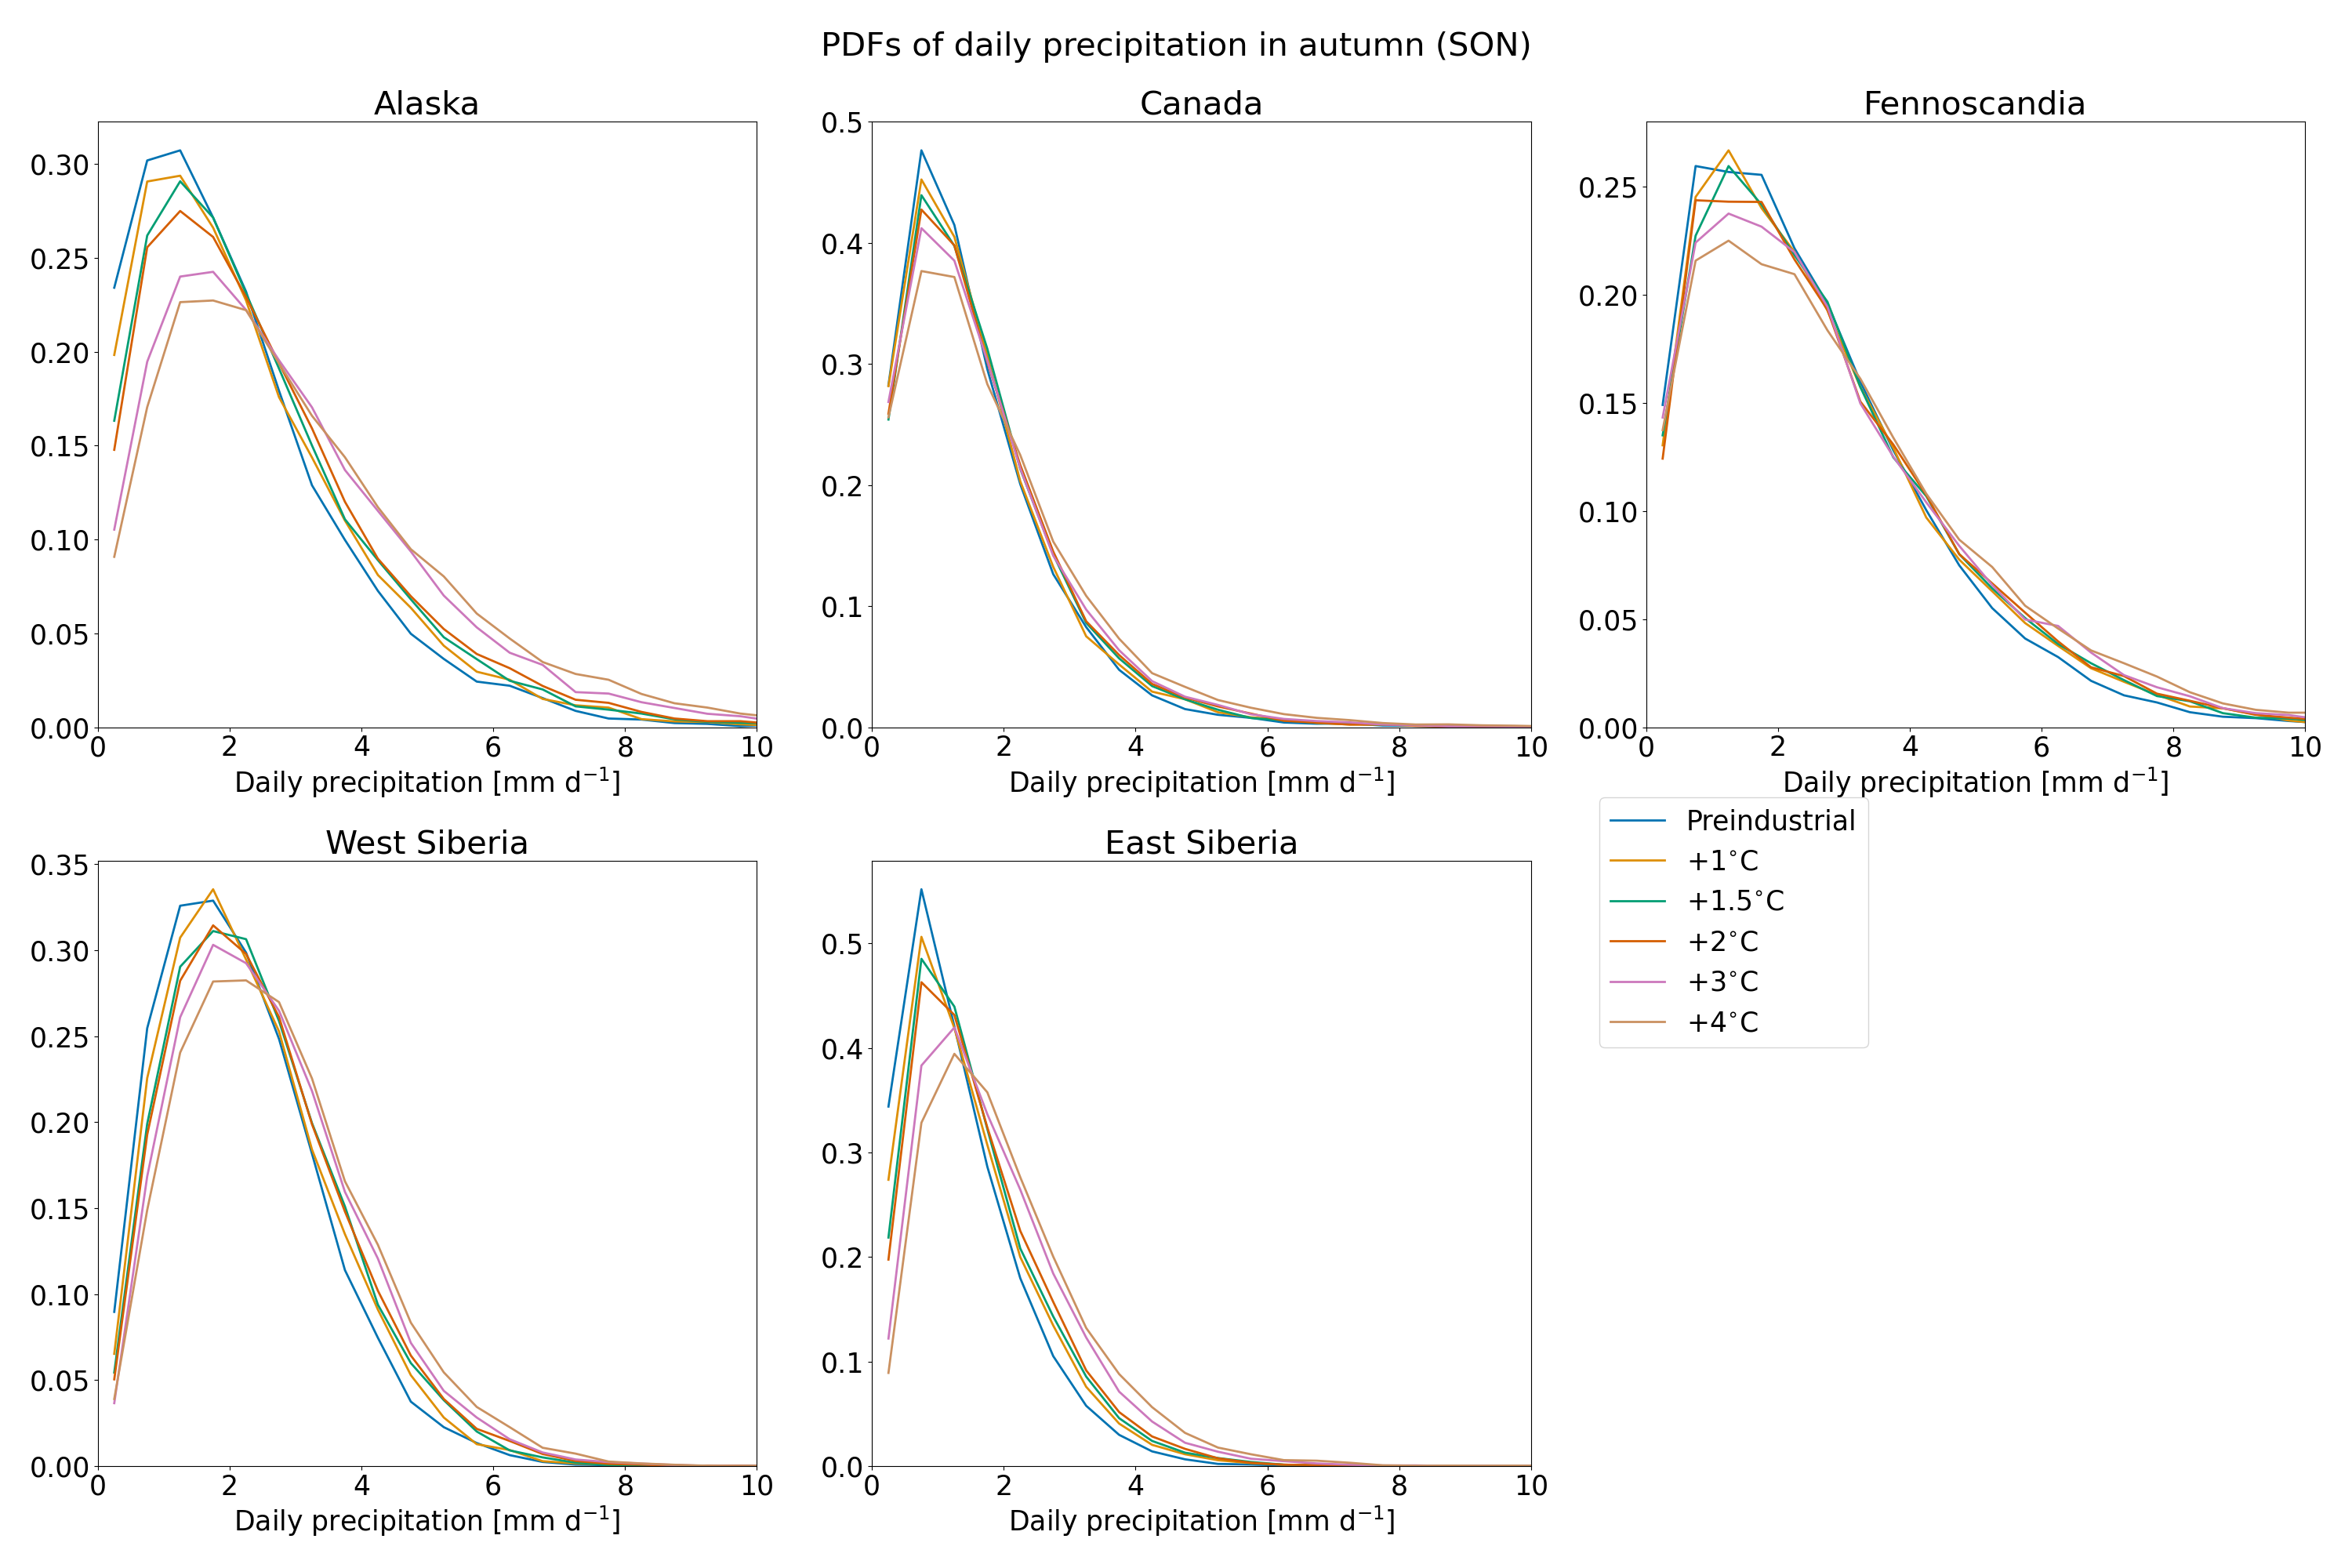 PDFs of daily precipitation in autumn (SON)
Alaska
0.30
0.25
0.20
0.15
0.10
0.05
0.00
0 2 4 6 8 10
Daily precipitation [mm d⁻¹]
Canada
0.5
0.4
0.3
0.2
0.1
0.0
0 2 4 6 8 10
Daily precipitation [mm d⁻¹]
Fennoscandia
0.25
0.20
0.15
0.10
0.05
0.00
0 2 4 6 8 10
Daily precipitation [mm d⁻¹]
West Siberia
0.35
0.30
0.25
0.20
0.15
0.10
0.05
0.00
0 2 4 6 8 10
Daily precipitation [mm d⁻¹]
East Siberia
0.5
0.4
0.3
0.2
0.1
0.0
0 2 4 6 8 10
Daily precipitation [mm d⁻¹]
Preindustrial
+1°C
+1.5°C
+2°C
+3°C
+4°C